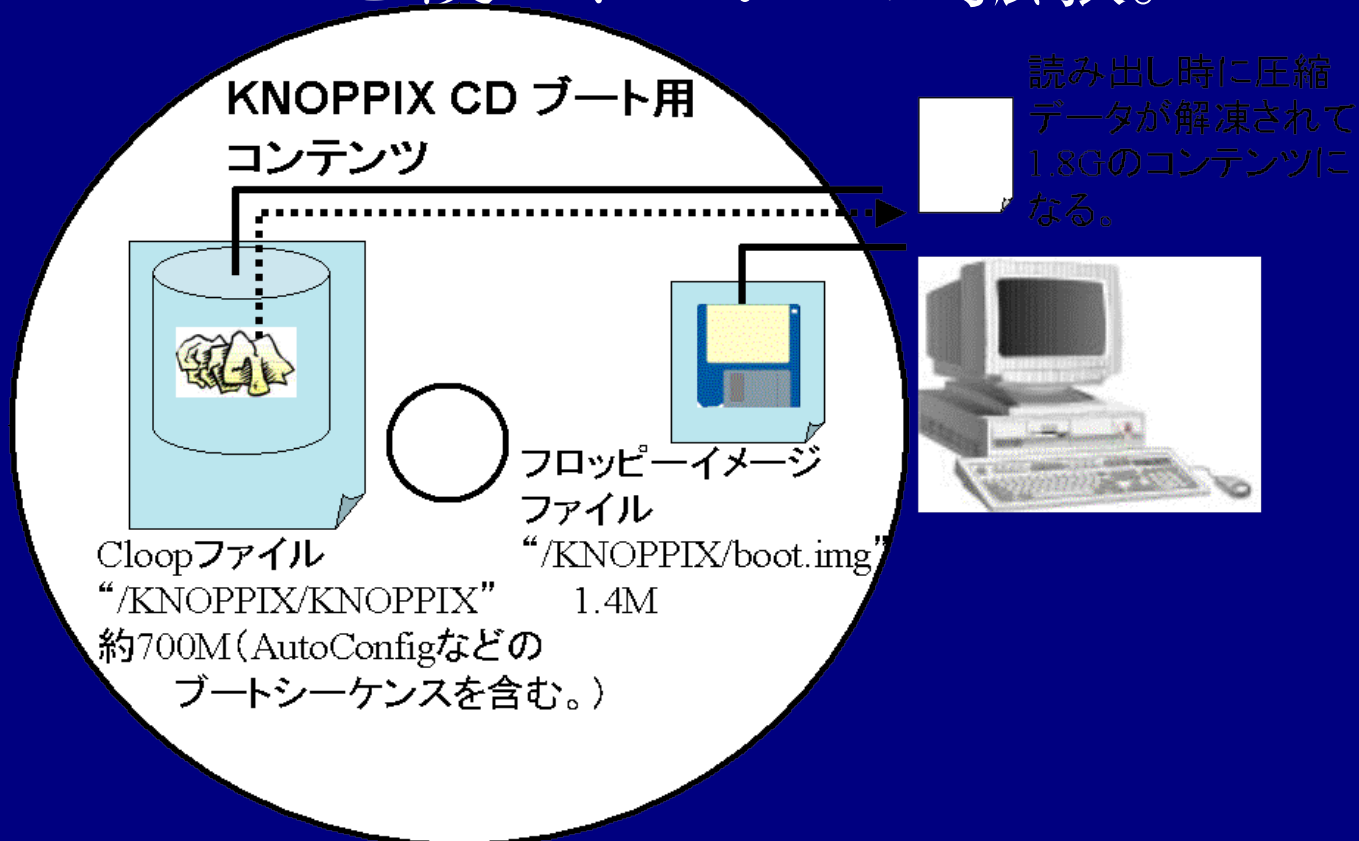 KNOPPIX CD ブート用
コンテンツ
読み出し時に圧縮
データが解凍されて
1.8Gのコンテンツに
なる。
フロッピーイメージ
ファイル
“/KNOPPIX/boot.img”
1.4M
Cloopファイル
“/KNOPPIX/KNOPPIX”
約700M（AutoConfigなどの
ブートシーケンスを含む。）